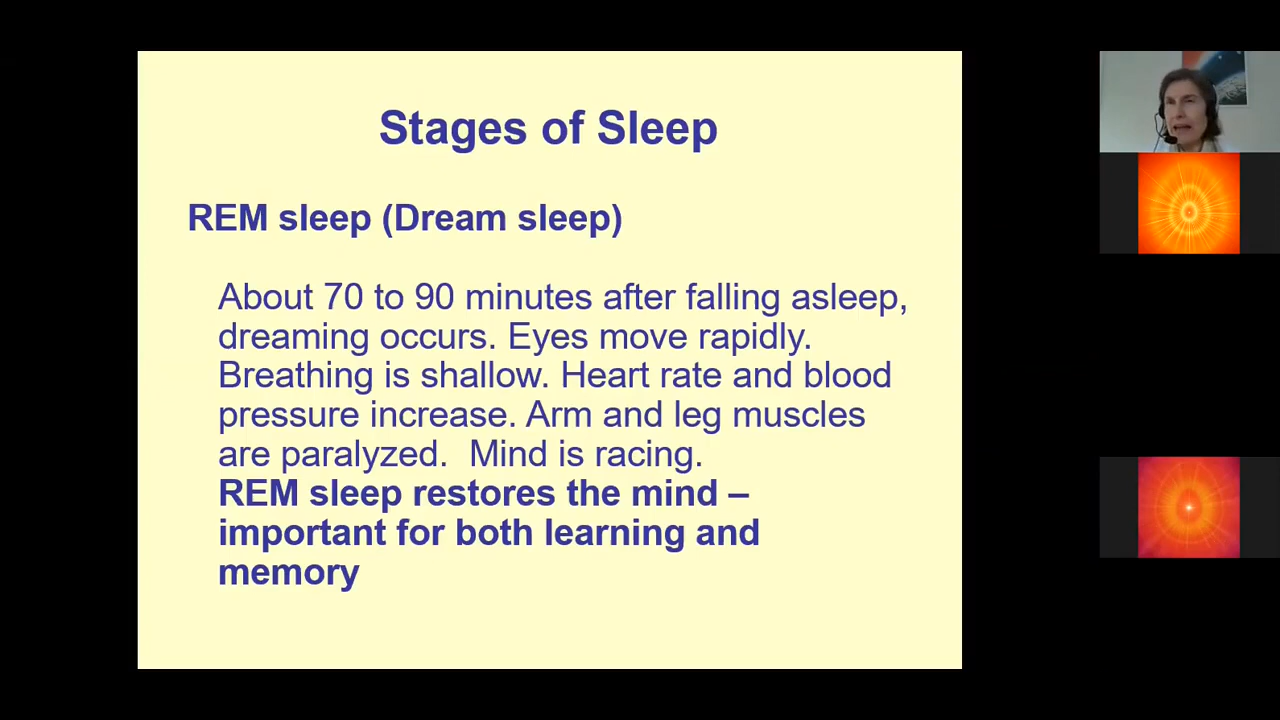 Stages of Sleep
REM sleep (Dream sleep)
About 70 to 90 minutes after falling asleep,
dreaming occurs. Eyes move rapidly.
Breathing is shallow. Heart rate and blood
pressure increase. Arm and leg muscles
are paralyzed.  Mind is racing.
REM sleep restores the mind –
important for both learning and
memory